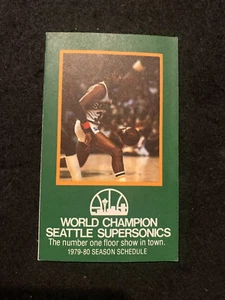 WORLD CHAMPION
SEATTLE SUPERSONICS
The number one floor show in town.
1979-80 SEASON SCHEDULE